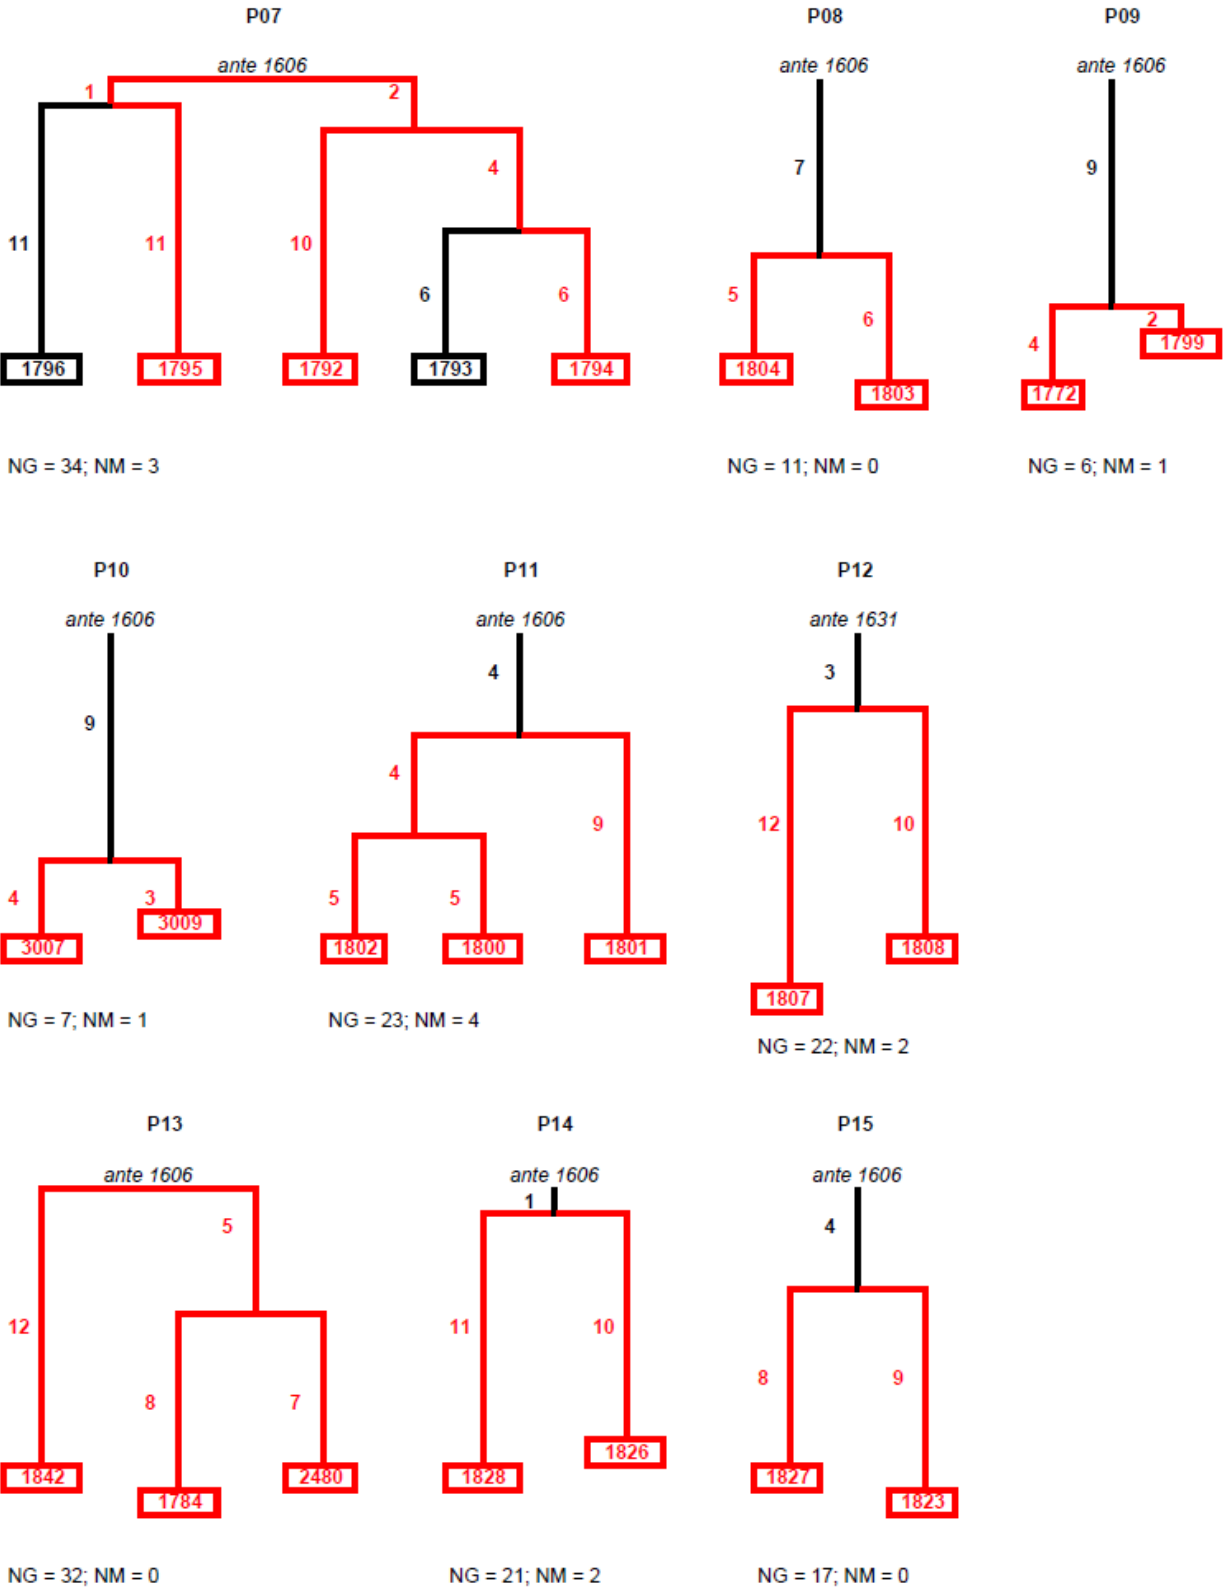 P07 P08 P09
ante 1606 ante 1606 ante 1606
1 2
4 7 9
11 11 10
6 6 5 6 2 4
1799
1796 1795 1792 1793 1794 1804
1803 1772
NG = 34; NM = 3 NG = 11; NM = 0 NG = 6; NM = 1
P10 P11 P12
ante 1606 ante 1606 ante 1631
4 3
9
4 9 12 10
4 3 5 5
3009
3007 1802 1800 1801 1808
1807
NG = 7; NM = 1 NG = 23; NM = 4
NG = 22; NM = 2
P13 P14 P15
ante 1606 ante 1606 ante 1606
1
5 4
12 11 10
8 9
8 7
1826
1842 2480 1828 1827
1784 1823
NG = 32; NM = 0 NG = 21; NM = 2 NG = 17; NM = 0